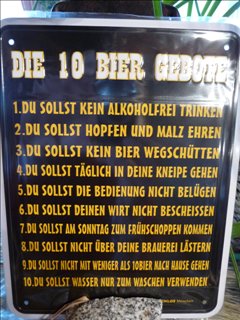 DIE 10 BIER GEBOTE
1.DU SOLLST KEIN ALKOHOLFREI TRINKEN
2.DU SOLLST HOPFEN UND MALZ EHREN
3.DU SOLLST KEIN BIER WEGSCHÜTTEN
4.DU SOLLST TÄGLICH IN DEINE KNEIPE GEHEN
5.DU SOLLST DIE BEDIENUNG NICHT BELÜGEN
6.DU SOLLST DEINEN WIRT NICHT BESCHEISSEN
7.DU SOLLST AM SONNTAG ZUM FRÜHSCHOPPEN KOMMEN
8.DU SOLLST NICHT ÜBER DEINE BRAUEREI LÄSTERN
9.DU SOLLST NICHT MIT WENIGER ALS 10BIER NACH HAUSE GEHEN
10.DU SOLLST WASSER NUR ZUM WASCHEN VERWENDEN